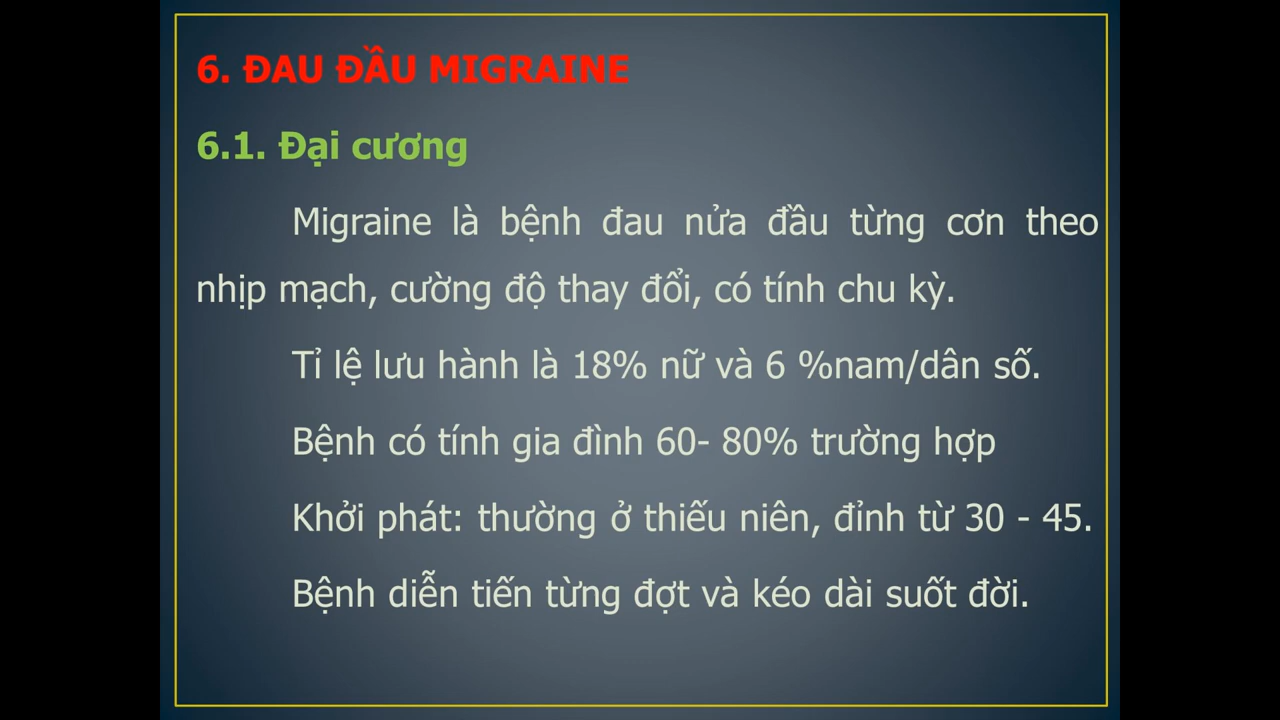 6. ĐAU ĐẦU MIGRAINE
6.1. Đại cương
Migraine là bệnh đau nửa đầu từng cơn theo
nhịp mạch, cường độ thay đổi, có tính chu kỳ.
Tỉ lệ lưu hành là 18% nữ và 6 %nam/dân số.
Bệnh có tính gia đình 60- 80% trường hợp
Khởi phát: thường ở thiếu niên, đỉnh từ 30 - 45.
Bệnh diễn tiến từng đợt và kéo dài suốt đời.